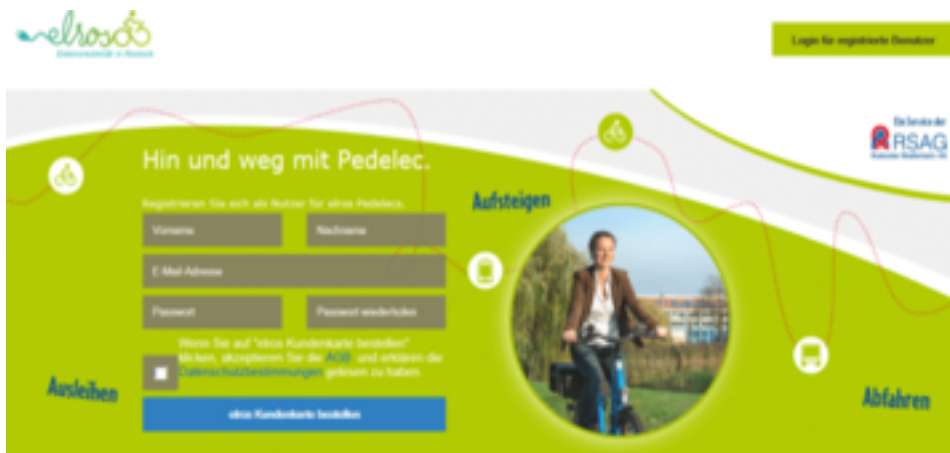 elros
Elektromobilität in Rostock
Login für registrierte Benutzer
Ein Service der
RSAG
Hin und weg mit Pedelec.
Registrieren Sie sich als Nutzer für elros Pedelecs.
Vorname
Nachname
E-Mail-Adresse
Passwort
Passwort wiederholen
Wenn Sie auf "elros Kundenkarte bestellen"
klicken, akzeptieren Sie die AGB und erklären die
Datenschutzbestimmungen gelesen zu haben.
elros Kundenkarte bestellen
Ausleihen
Aufsteigen
Abfahren